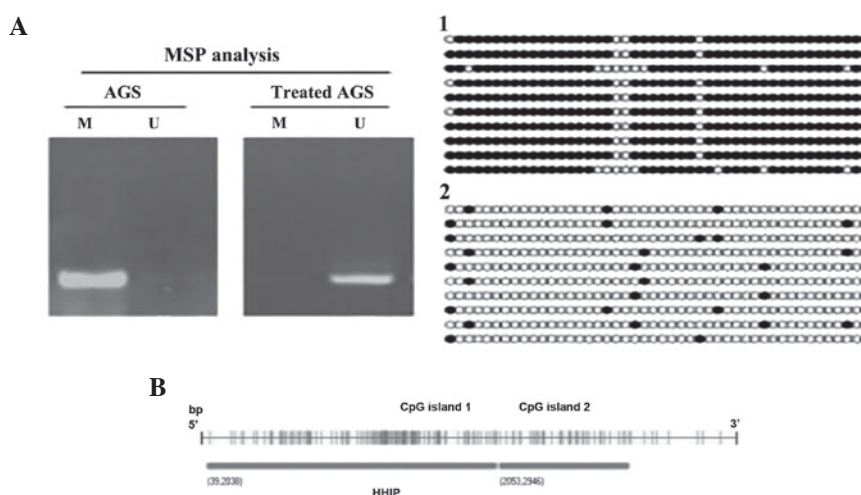 A
MSP analysis
AGS
Treated AGS
M U
M U
1
2
B
bp
5'
CpG island 1
CpG island 2
3'
(39,2038)
(2053,2946)
HHIP